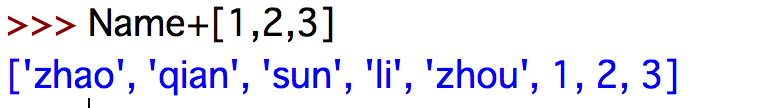 >>> Name+[1,2,3]
['zhao', 'qian', 'sun', 'li', 'zhou', 1, 2, 3]